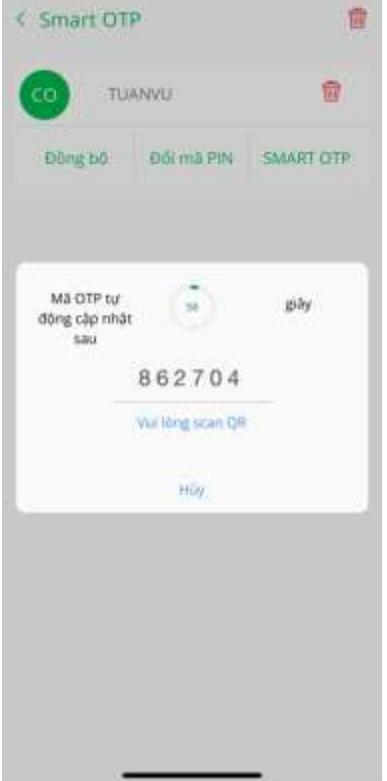 Smart OTP
CO TUANVU
Đồng bộ Đổi mã PIN SMART OTP
Mã OTP tự
động cập nhật
sau
58 giây
862704
Vui lòng scan QR
Hủy